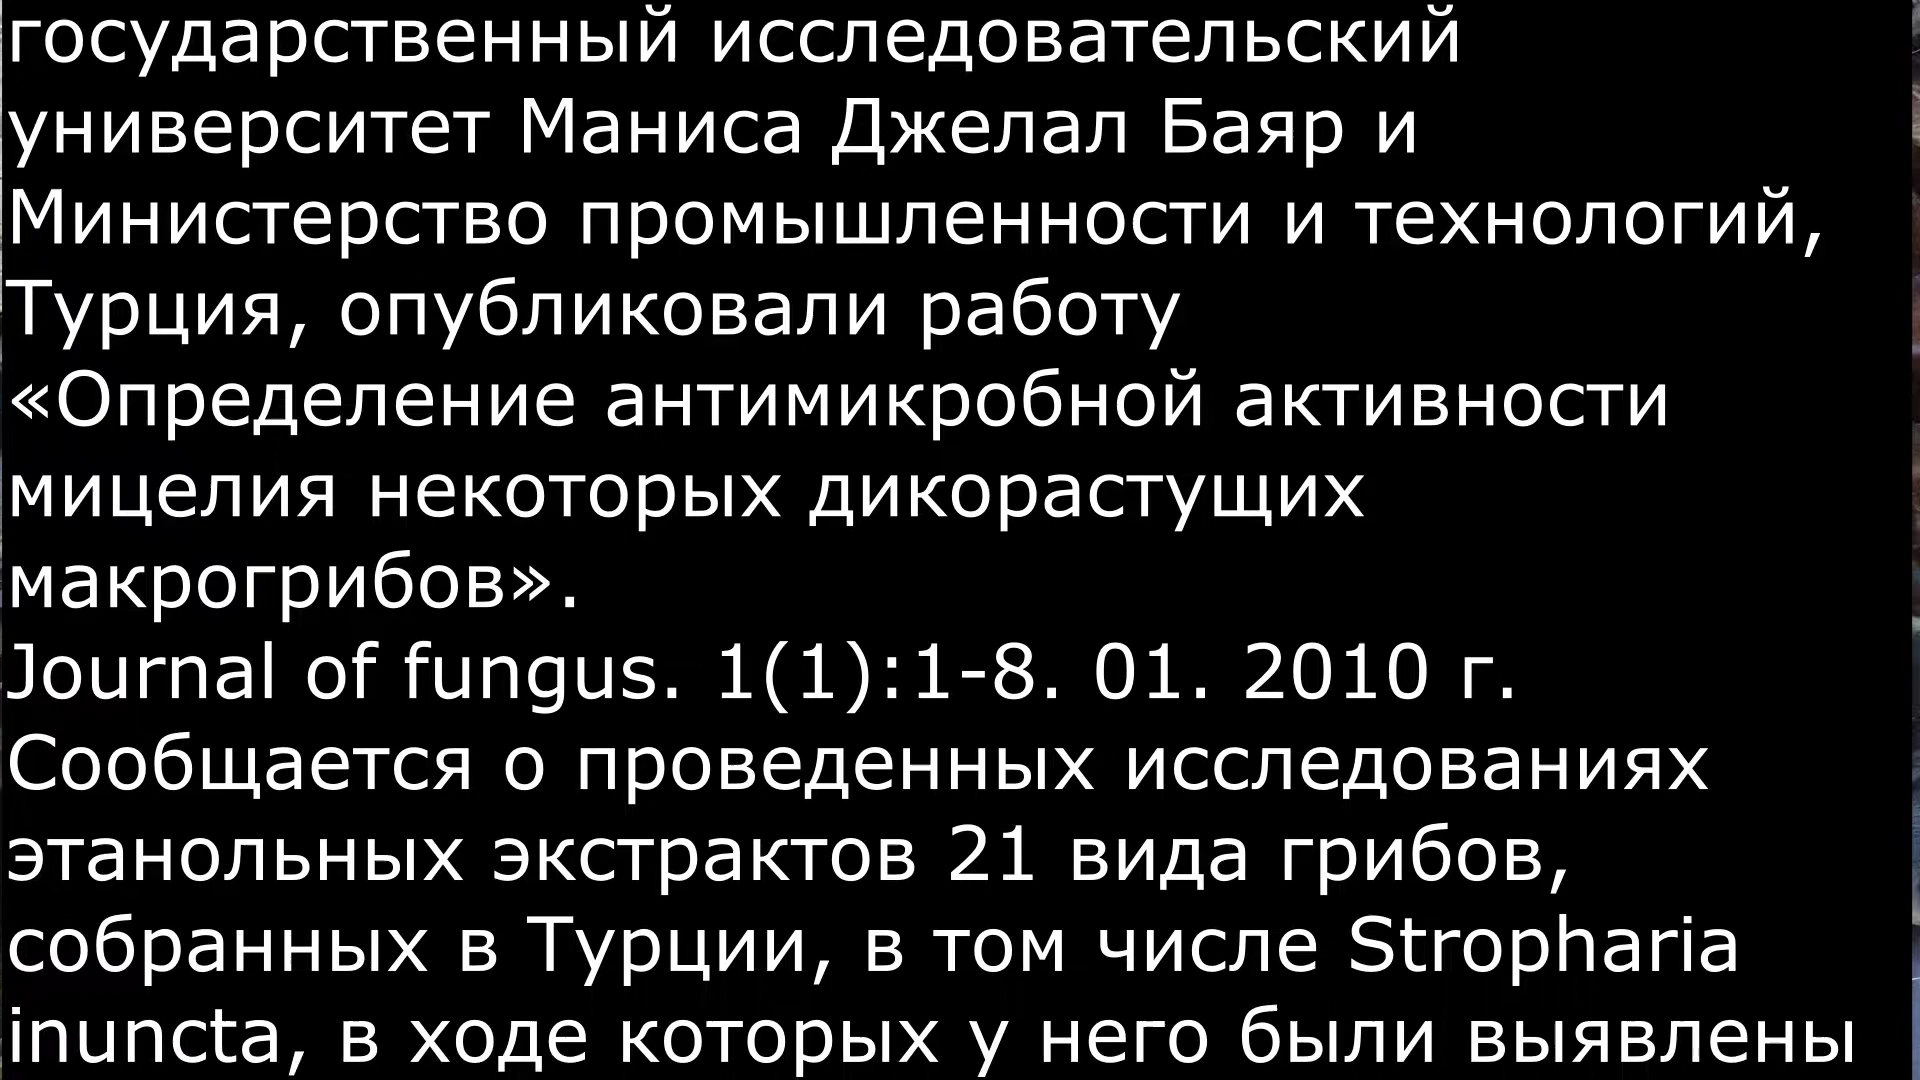 государственный исследовательский
университет Маниса Джелал Баяр и
Министерство промышленности и технологий,
Турция, опубликовали работу
«Определение антимикробной активности
мицелия некоторых дикорастущих
макрогрибов».
Journal of fungus. 1(1):1-8. 01. 2010 г.
Сообщается о проведенных исследованиях
этанольных экстрактов 21 вида грибов,
собранных в Турции, в том числе Stropharia
inuncta, в ходе которых у него были выявлены